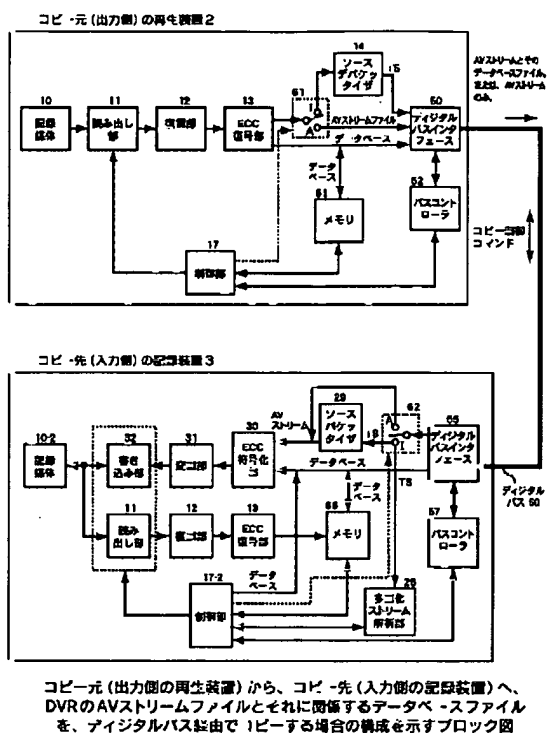 コピー元(出力側)の再生装置2
10
記録媒体
11
読み出し部
12
復調部
13
ECC
復号部
61
A
14
ソース
デパケッタイザ
15
AVストリームファイル
データベース
50
ディジタル
バスインタ
フェース
AVストリームとその
データベースファイル、
または、AVストリーム
のみ。
データ
ベース
51
メモリ
52
バスコント
ローラ
17
制御部
コピー制御
コマンド
コピー先(入力側)の記録装置3
10-2
記録媒体
32
書き
込み部
31
変調部
30
ECC
符号化
部
AV
ストリーム
29
ソース
パケッ
タイザ
19
62
A
データベース
55
ディジタル
バスインタ
フェース
TS
ディジタル
バス60
11
読み
出し部
12
復調部
13
ECC
復号部
データ
ベース
メモリ
57
バスコント
ローラ
17-2
制御部
データ
ベース
26
多重化
ストリーム
解析部
コピー元(出力側の再生装置)から、コピー先(入力側の記録装置)へ、
DVRのAVストリームファイルとそれに関係するデータベースファイル
を、ディジタルバス経由でコピーする場合の構成を示すブロック図